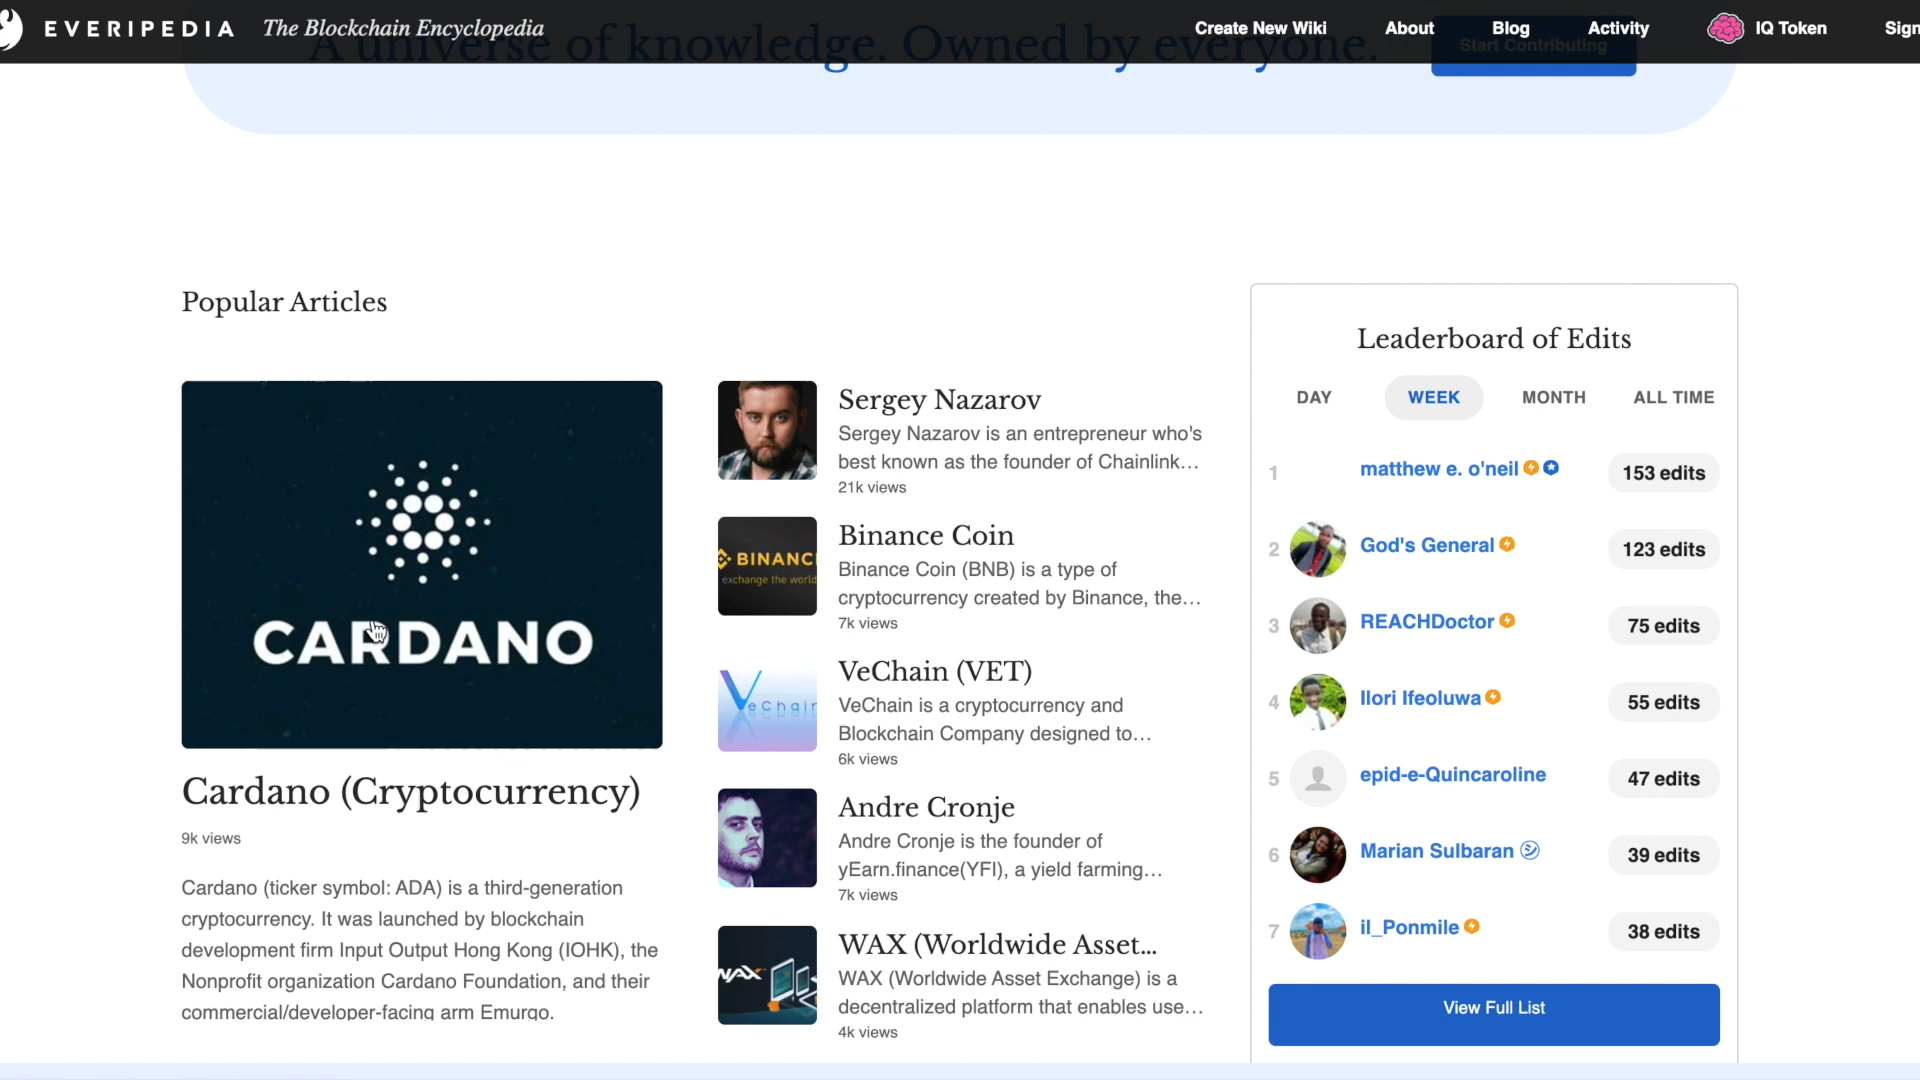 EVERIPEDIA
The Blockchain Encyclopedia
Create New Wiki
About
Blog
Activity
IQ Token
Sign
A universe of knowledge. Owned by everyone.
Start Contributing
Popular Articles
CARDANO
Cardano (Cryptocurrency)
9k views
Cardano (ticker symbol: ADA) is a third-generation
cryptocurrency. It was launched by blockchain
development firm Input Output Hong Kong (IOHK), the
Nonprofit organization Cardano Foundation, and their
commercial/developer-facing arm Emurgo.
Sergey Nazarov
Sergey Nazarov is an entrepreneur who's
best known as the founder of Chainlink...
21k views
BINANC
exchange the world
Binance Coin
Binance Coin (BNB) is a type of
cryptocurrency created by Binance, the...
7k views
VeChain
VeChain (VET)
VeChain is a cryptocurrency and
Blockchain Company designed to...
6k views
Andre Cronje
Andre Cronje is the founder of
yEarn.finance(YFI), a yield farming...
7k views
WAX
WAX (Worldwide Asset...
WAX (Worldwide Asset Exchange) is a
decentralized platform that enables use...
4k views
Leaderboard of Edits
DAY
WEEK
MONTH
ALL TIME
1 matthew e. o'neil 153 edits
2 God's General 123 edits
3 REACHDoctor 75 edits
4 Ilori Ifeoluwa 55 edits
5 epid-e-Quincaroline 47 edits
6 Marian Sulbaran 39 edits
7 il_Ponmile 38 edits
View Full List